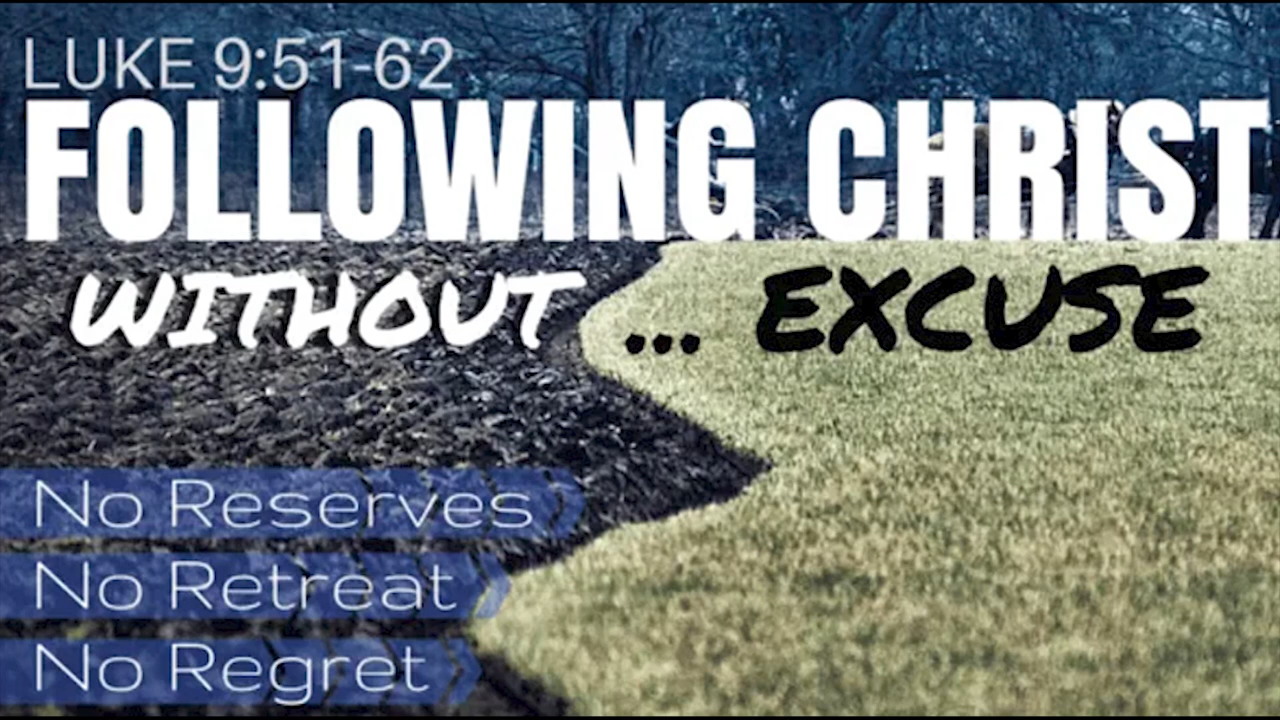 LUKE 9:51-62
FOLLOWING CHRIST
WITHOUT ... EXCUSE
No Reserves
No Retreat
No Regret